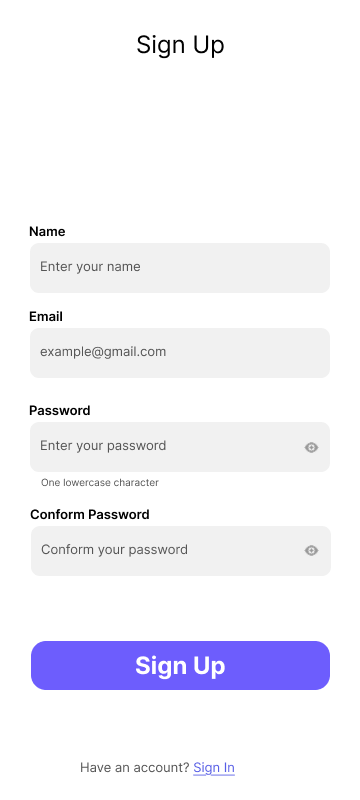 Sign Up
Name
Enter your name
Email
example@gmail.com
Password
Enter your password
One lowercase character
Conform Password
Conform your password
Sign Up
Have an account? Sign In